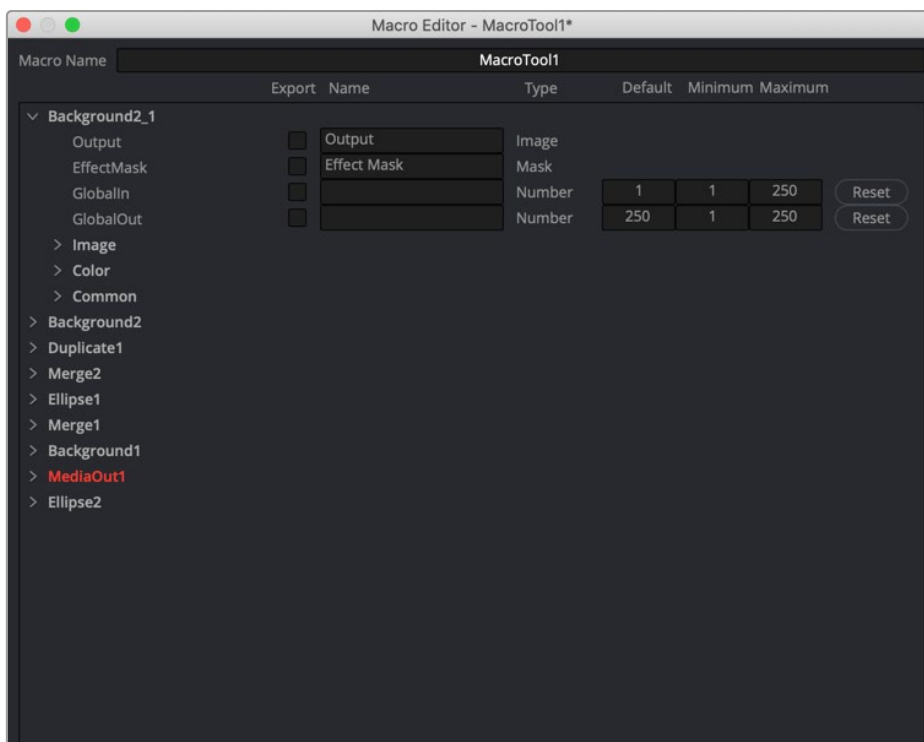 Macro Editor - MacroTool1*
Macro Name MacroTool1
Export Name Type Default Minimum Maximum
Background2_1
Output Output Image
EffectMask Effect Mask Mask
GlobalIn Number 1 1 250 Reset
GlobalOut Number 250 1 250 Reset
Image
Color
Common
Background2
Duplicate1
Merge2
Ellipse1
Merge1
Background1
MediaOut1
Ellipse2